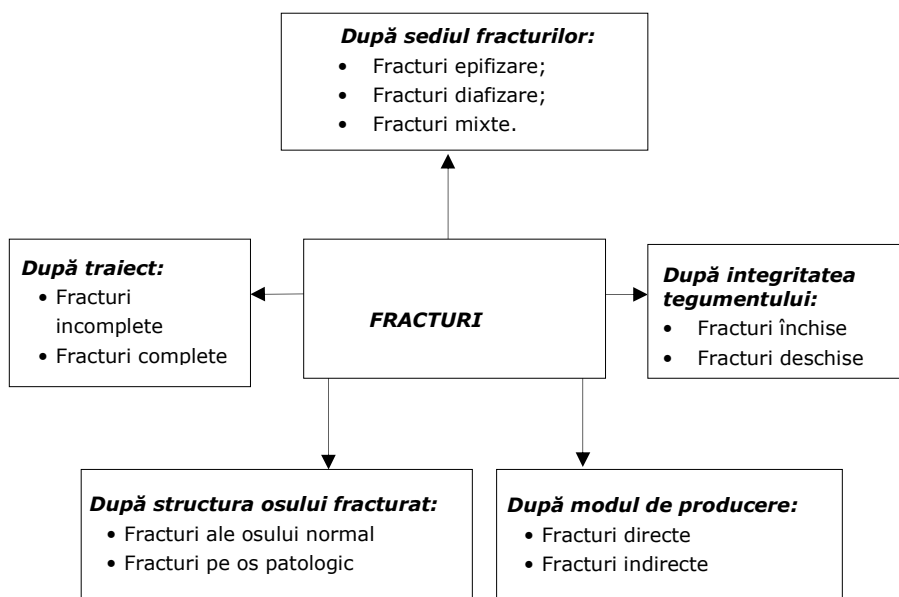 După sediul fracturilor:
• Fracturi epifizare;
• Fracturi diafizare;
• Fracturi mixte.
După traiect:
• Fracturi
incomplete
• Fracturi complete
FRACTURI
După integritatea
tegumentului:
• Fracturi închise
• Fracturi deschise
După structura osului fracturat:
• Fracturi ale osului normal
• Fracturi pe os patologic
După modul de producere:
• Fracturi directe
• Fracturi indirecte